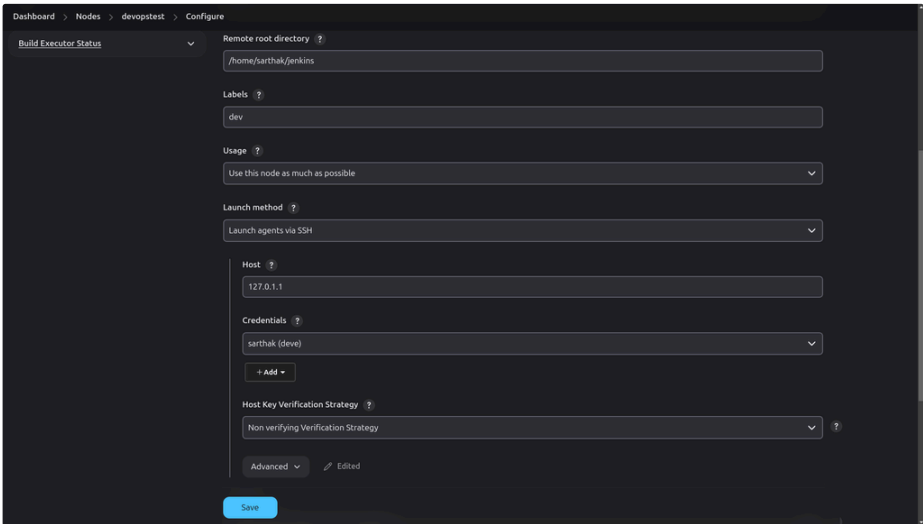 Dashboard > Nodes > devopstest > Configure
Build Executor Status
Remote root directory ?
/home/sarthak/jenkins
Labels ?
dev
Usage ?
Use this node as much as possible
Launch method ?
Launch agents via SSH
Host ?
127.0.1.1
Credentials ?
sarthak (deve)
+ Add
Host Key Verification Strategy ?
Non verifying Verification Strategy
?
Advanced
Edited
Save